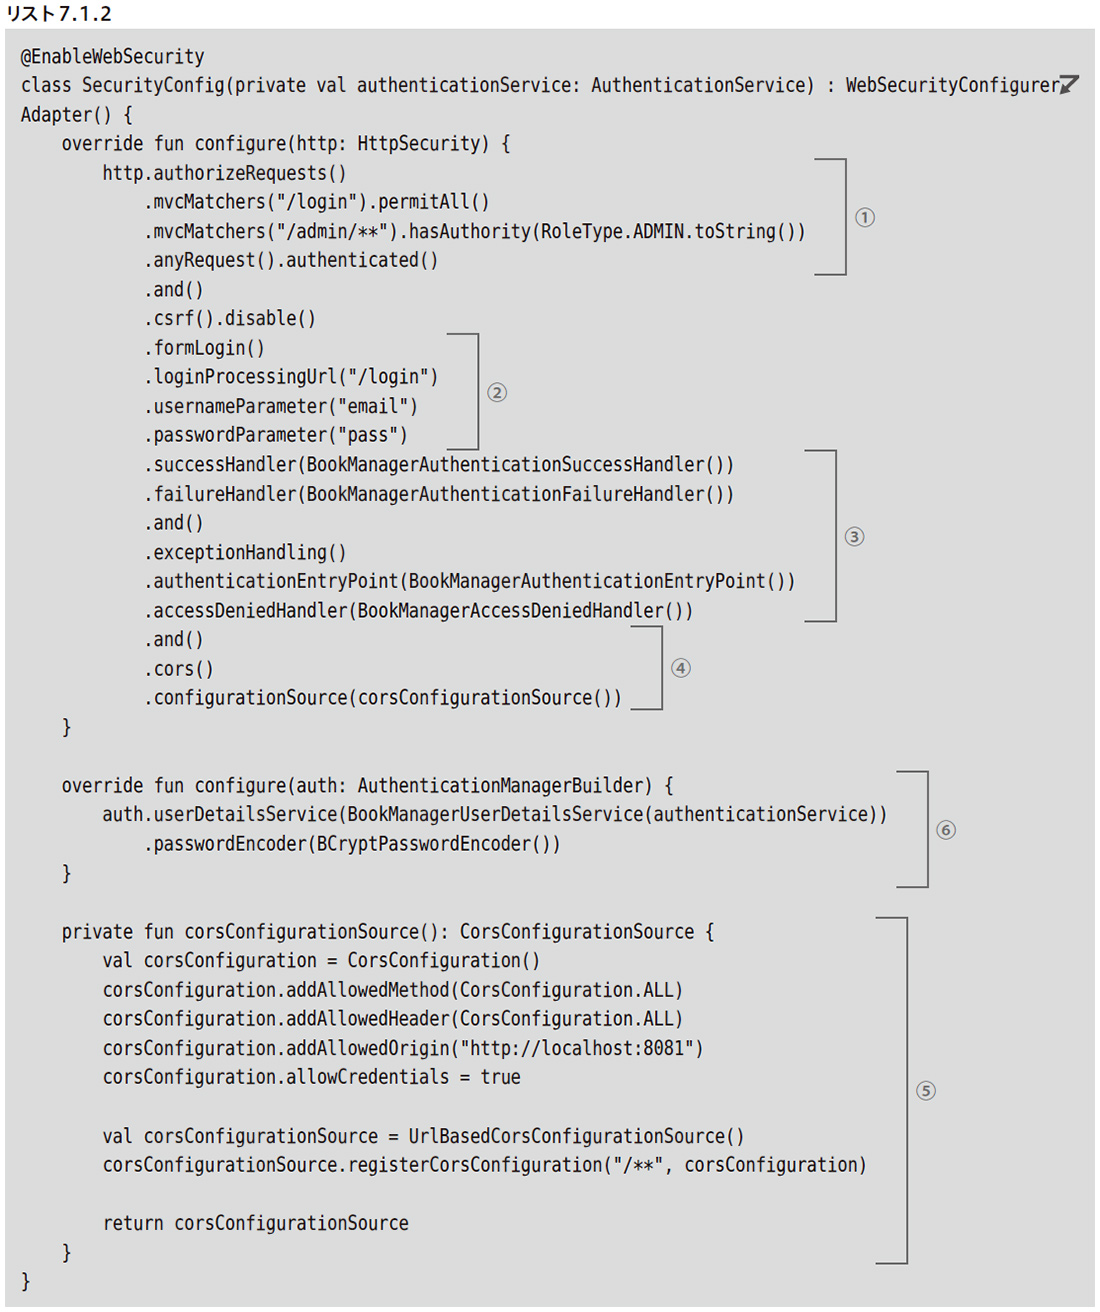 リスト7.1.2
@EnableWebSecurity
class SecurityConfig(private val authenticationService: AuthenticationService) : WebSecurityConfigurer
Adapter() {
    override fun configure(http: HttpSecurity) {
        http.authorizeRequests()
            .mvcMatchers("/login").permitAll()
            .mvcMatchers("/admin/**").hasAuthority(RoleType.ADMIN.toString())
            .anyRequest().authenticated()
①
            .and()
            .csrf().disable()
            .formLogin()
            .loginProcessingUrl("/login")
            .usernameParameter("email")
            .passwordParameter("pass")
②
            .successHandler(BookManagerAuthenticationSuccessHandler())
            .failureHandler(BookManagerAuthenticationFailureHandler())
            .and()
            .exceptionHandling()
            .authenticationEntryPoint(BookManagerAuthenticationEntryPoint())
            .accessDeniedHandler(BookManagerAccessDeniedHandler())
③
            .and()
            .cors()
            .configurationSource(corsConfigurationSource())
④
    }
    override fun configure(auth: AuthenticationManagerBuilder) {
        auth.userDetailsService(BookManagerUserDetailsService(authenticationService))
            .passwordEncoder(BCryptPasswordEncoder())
    }
⑥
    private fun corsConfigurationSource(): CorsConfigurationSource {
        val corsConfiguration = CorsConfiguration()
        corsConfiguration.addAllowedMethod(CorsConfiguration.ALL)
        corsConfiguration.addAllowedHeader(CorsConfiguration.ALL)
        corsConfiguration.addAllowedOrigin("http://localhost:8081")
        corsConfiguration.allowCredentials = true
        val corsConfigurationSource = UrlBasedCorsConfigurationSource()
        corsConfigurationSource.registerCorsConfiguration("/**", corsConfiguration)
        return corsConfigurationSource
    }
⑤
}